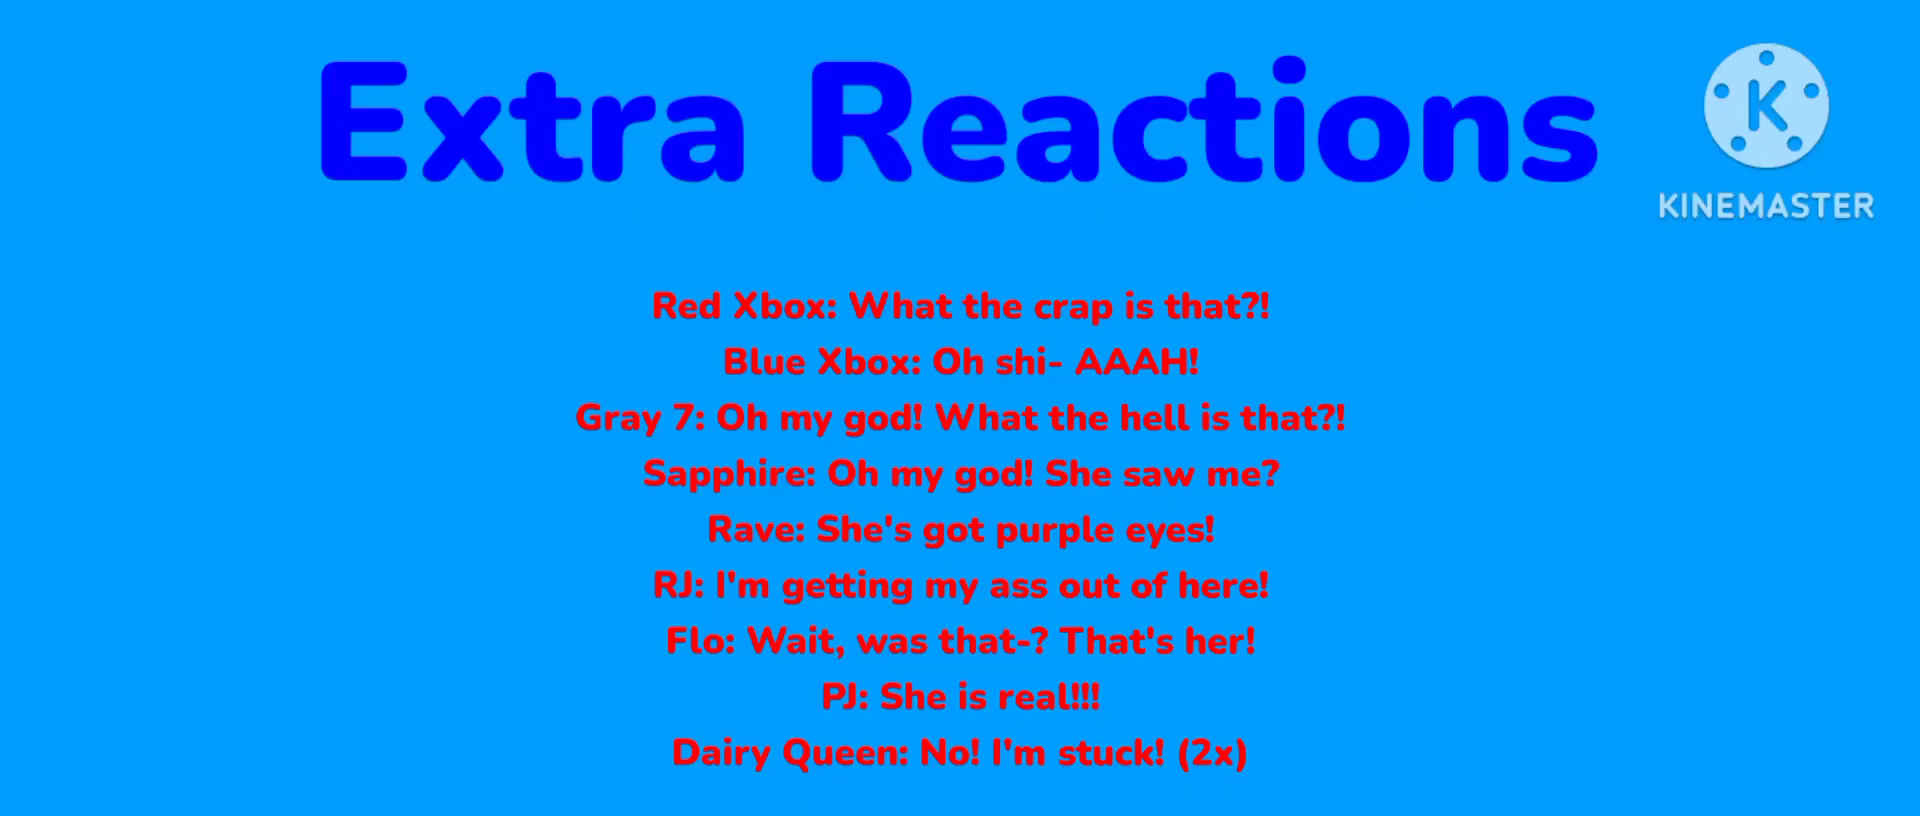 Extra Reactions
K
KINEMASTER
Red Xbox: What the crap is that?!
Blue Xbox: Oh shi- AAAH!
Gray 7: Oh my god! What the hell is that?!
Sapphire: Oh my god! She saw me?
Rave: She's got purple eyes!
RJ: I'm getting my ass out of here!
Flo: Wait, was that-? That's her!
PJ: She is real!!!
Dairy Queen: No! I'm stuck! (2x)